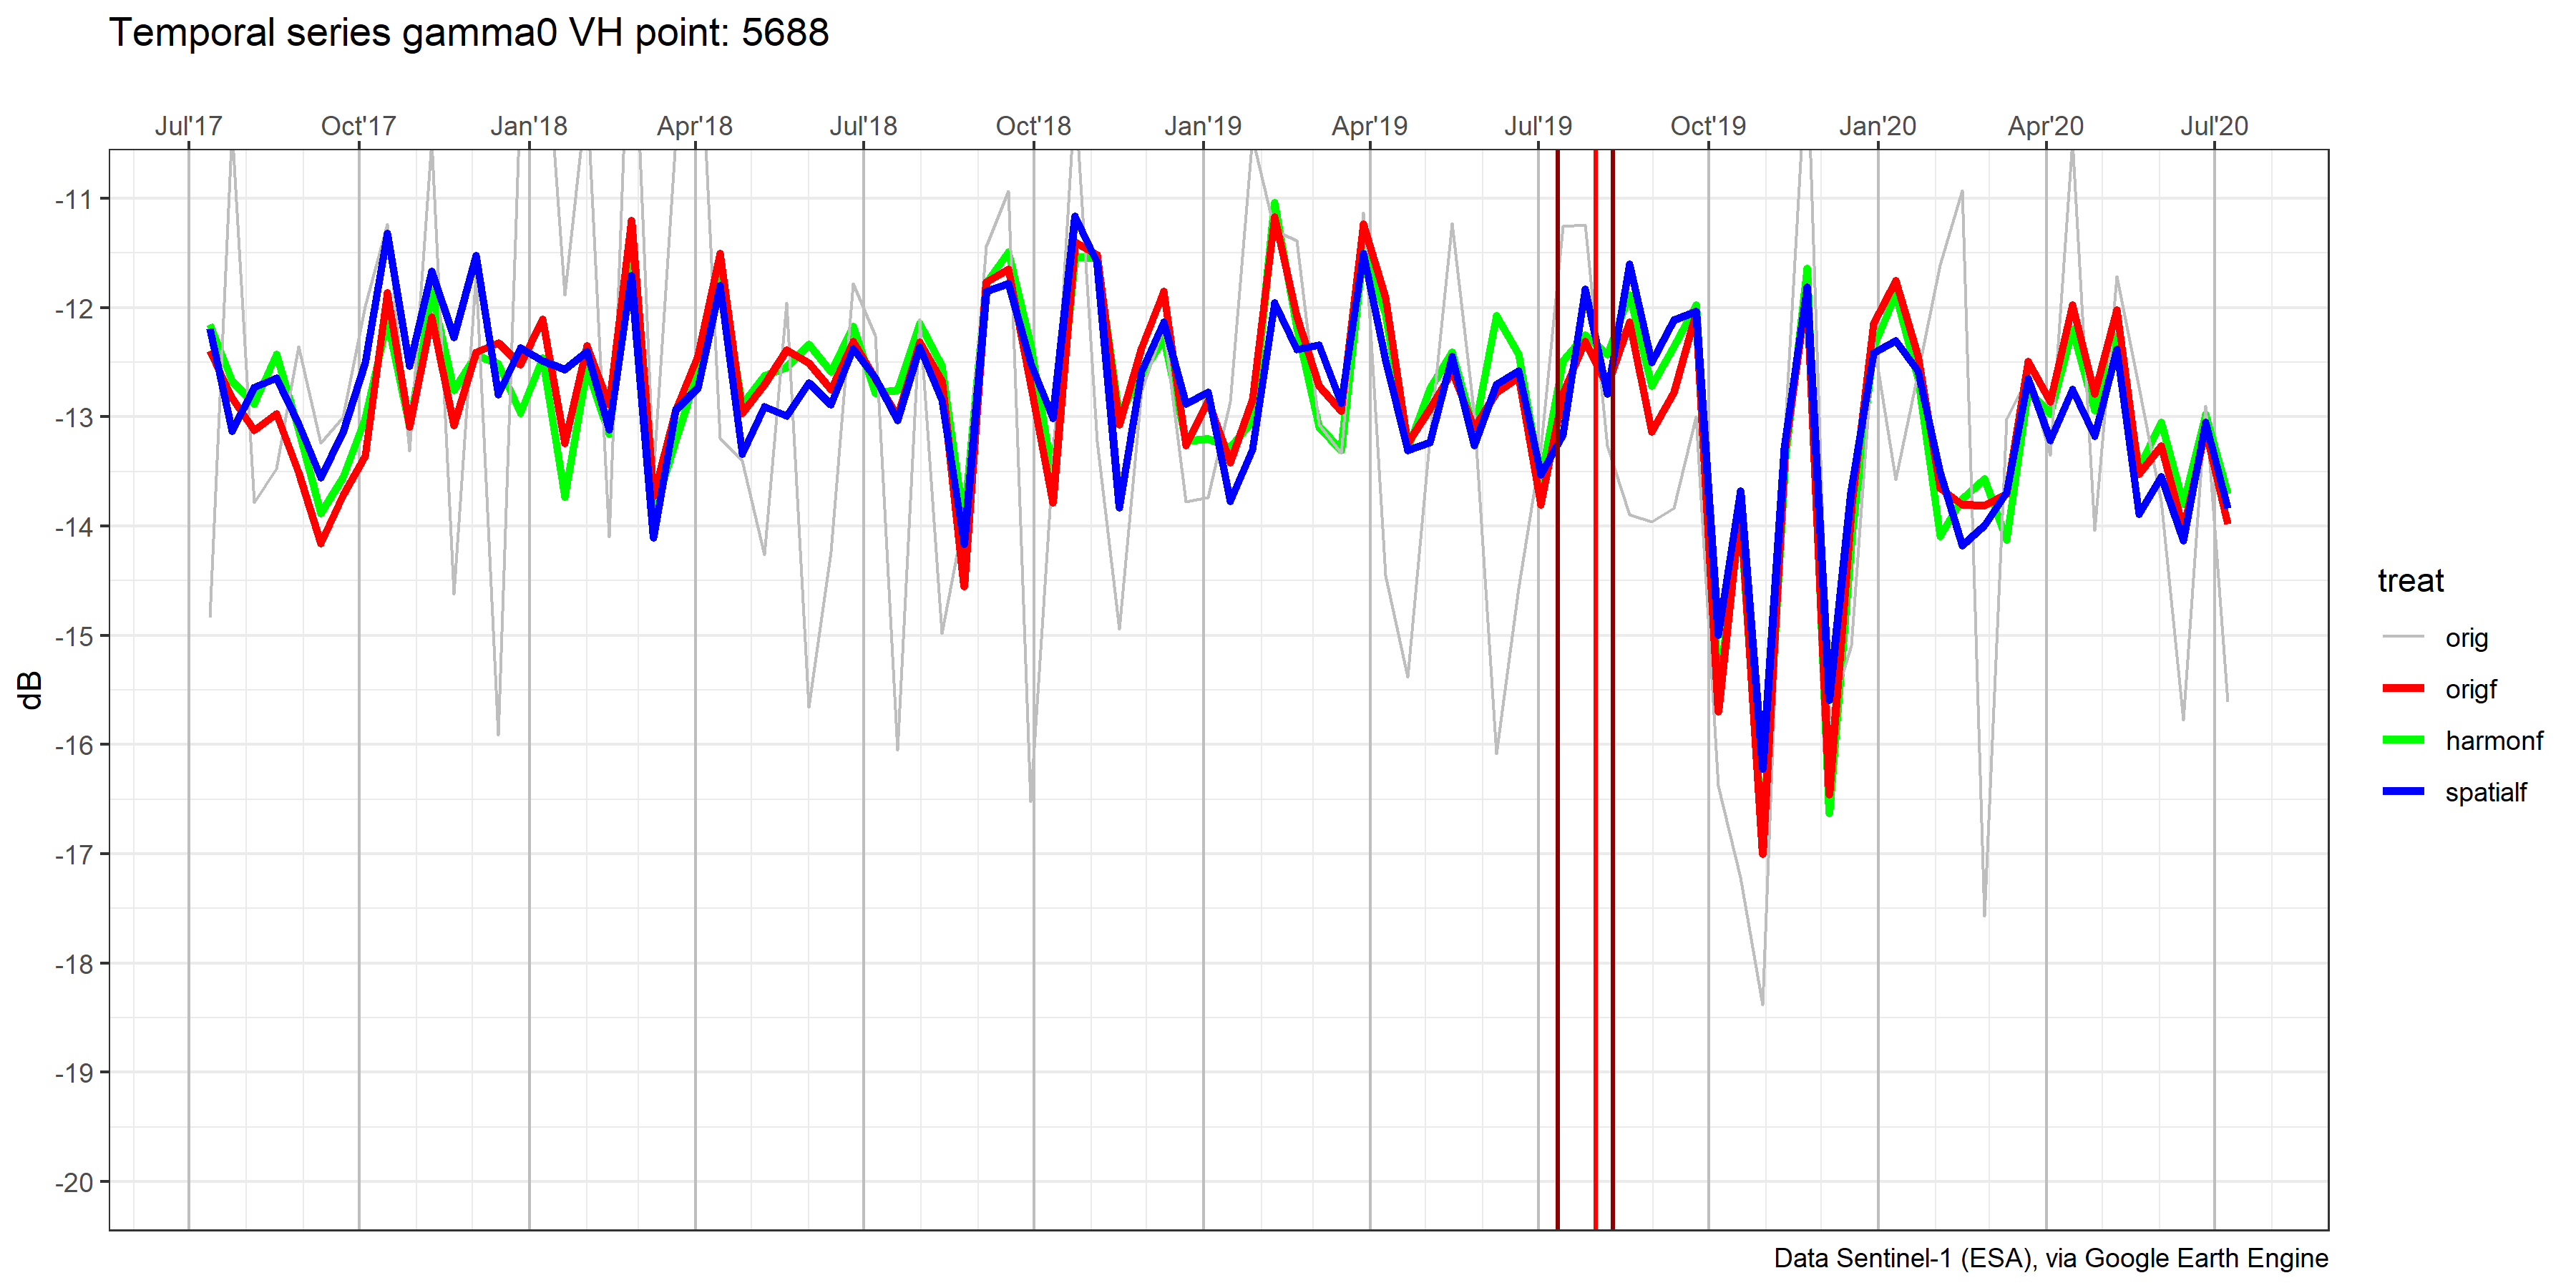 Temporal series gamma0 VH point: 5688
Jul'17 Oct'17 Jan'18 Apr'18 Jul'18 Oct'18 Jan'19 Apr'19 Jul'19 Oct'19 Jan'20 Apr'20 Jul'20
-11
-12
-13
-14
-15
-16
-17
-18
-19
-20
dB
treat
orig
origf
harmonf
spatialf
Data Sentinel-1 (ESA), via Google Earth Engine